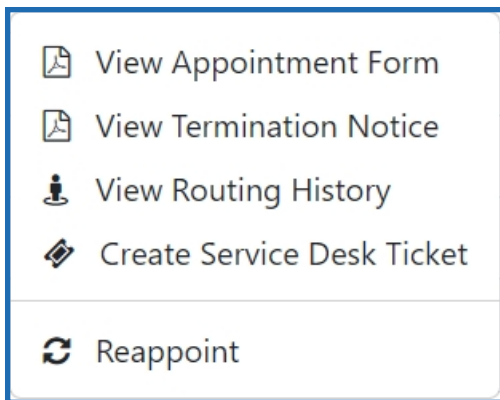 View Appointment Form
View Termination Notice
View Routing History
Create Service Desk Ticket
Reappoint